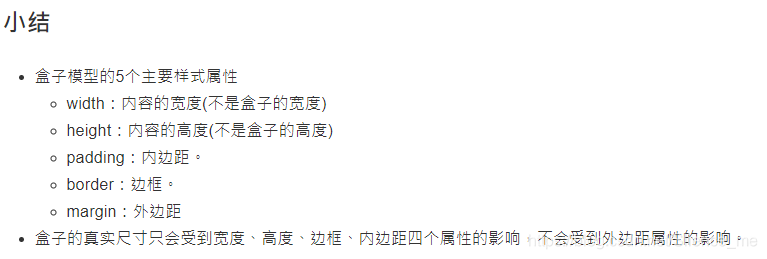 小结
盒子模型的5个主要样式属性
width：内容的宽度(不是盒子的宽度)
height：内容的高度(不是盒子的高度)
padding：内边距。
border：边框。
margin：外边距
盒子的真实尺寸只会受到宽度、高度、边框、内边距四个属性的影响，不会受到外边距属性的影响。